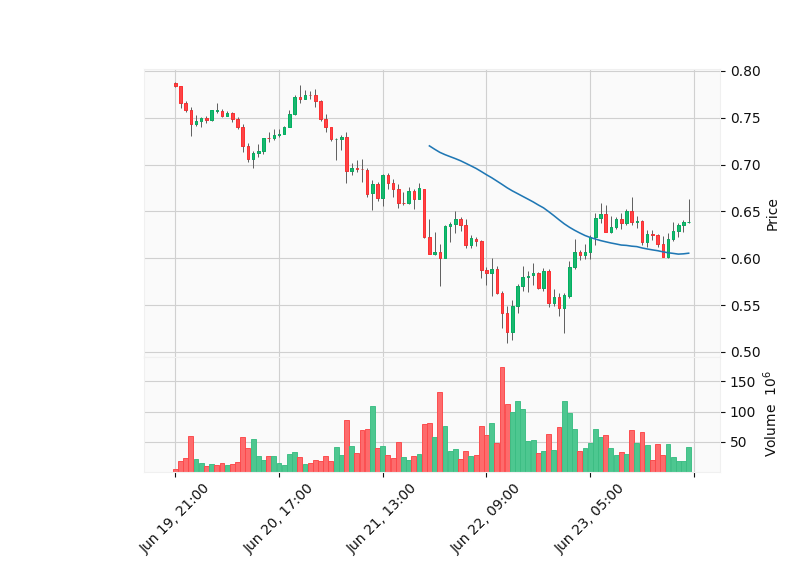 0.80
0.75
0.70
0.65
0.60
0.55
0.50
Price
150
100
50
Volume 10^6
Jun 19, 21:00
Jun 20, 17:00
Jun 21, 13:00
Jun 22, 09:00
Jun 23, 05:00